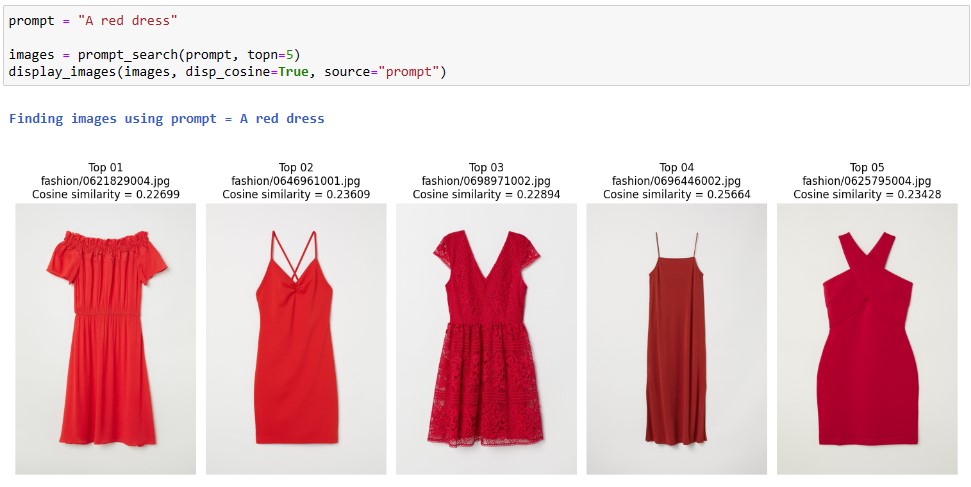 prompt = "A red dress"
images = prompt_search(prompt, topn=5)
display_images(images, disp_cosine=True, source="prompt")
Finding images using prompt = A red dress
Top 01
fashion/0621829004.jpg
Cosine similarity = 0.22699
Top 02
fashion/0646961001.jpg
Cosine similarity = 0.23609
Top 03
fashion/0698971002.jpg
Cosine similarity = 0.22894
Top 04
fashion/0696446002.jpg
Cosine similarity = 0.25664
Top 05
fashion/0625795004.jpg
Cosine similarity = 0.23428